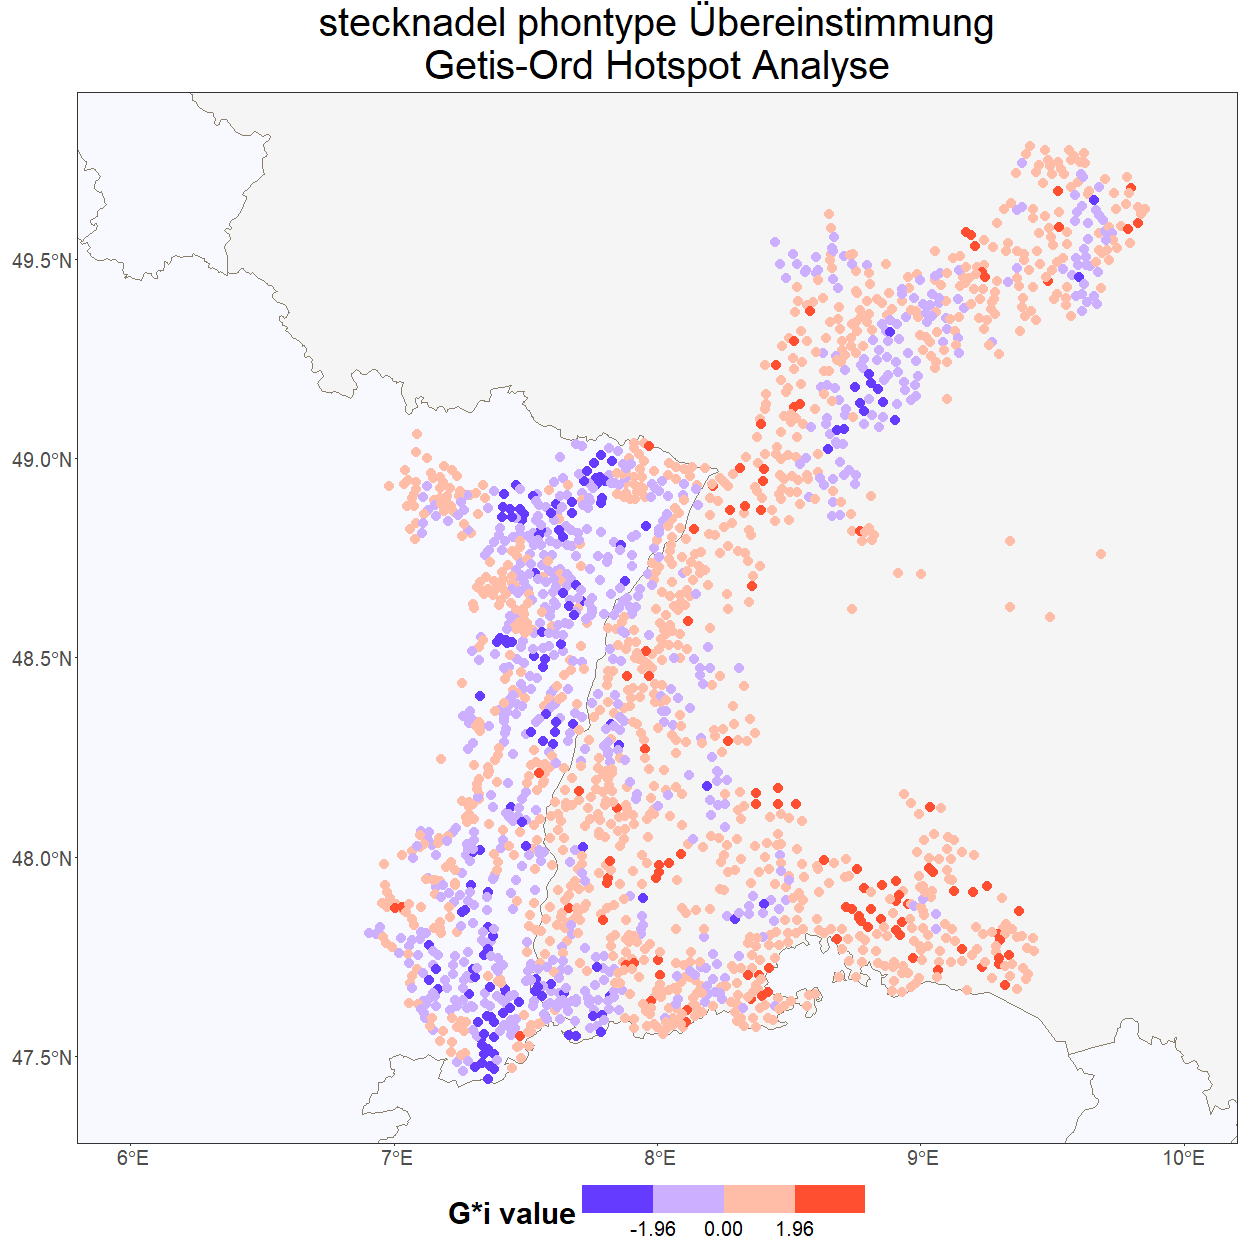 stecknadel phontype Übereinstimmung
Getis-Ord Hotspot Analyse
49.5°N
49.0°N
48.5°N
48.0°N
47.5°N
6°E 7°E 8°E 9°E 10°E
G*i value
-1.96 0.00 1.96